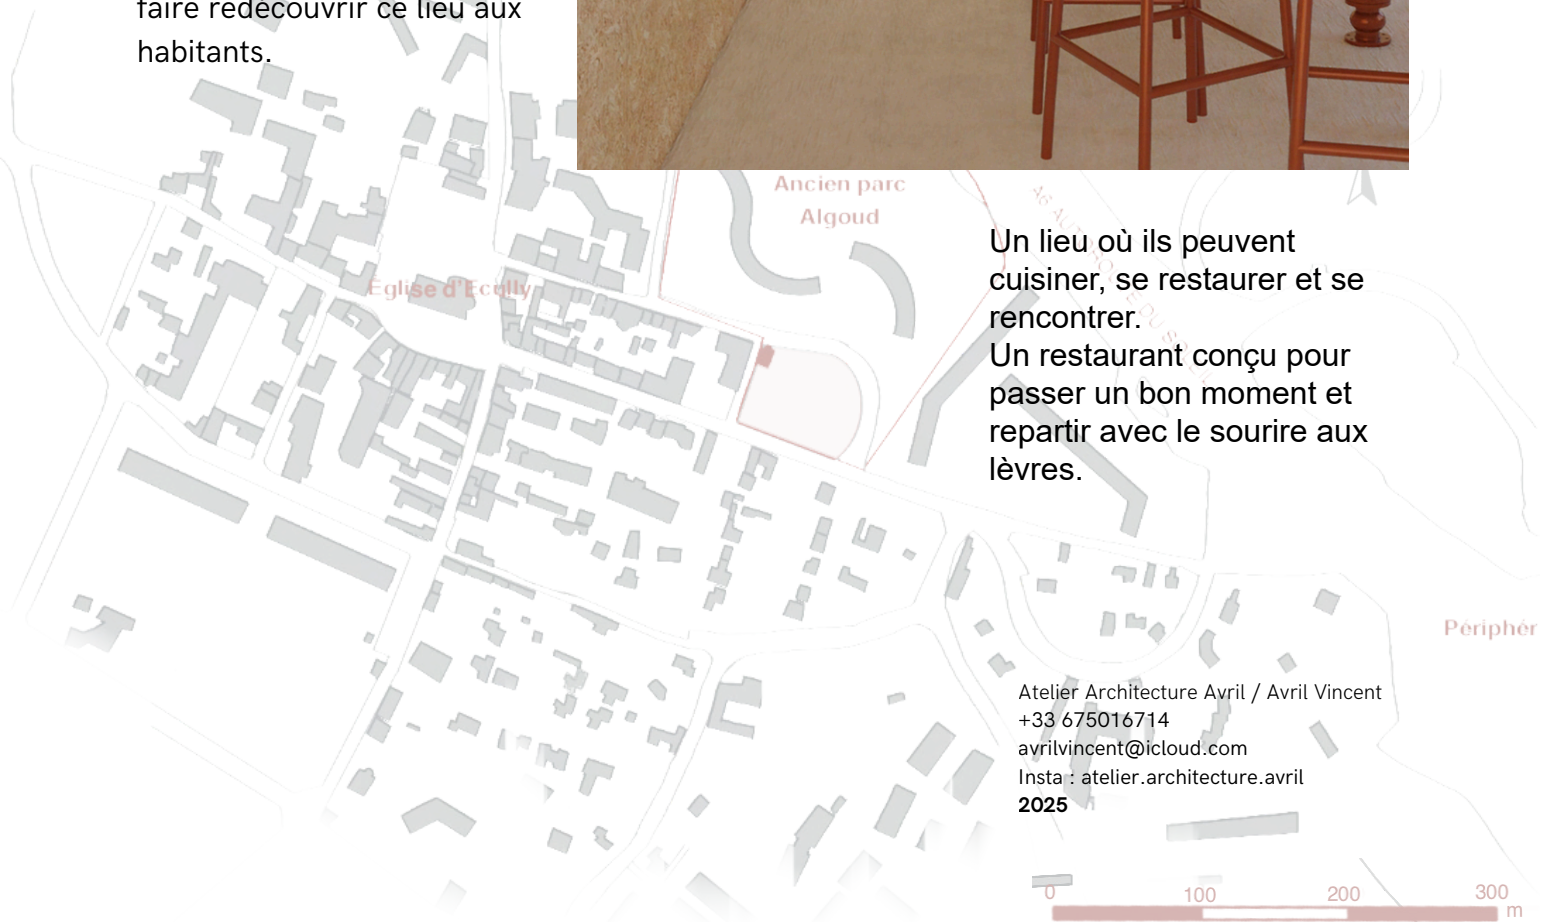 faire redécouvrir ce lieu aux
habitants.
Ancien parc
Algoud
Église d'Ecully
Un lieu où ils peuvent
cuisiner, se restaurer et se
rencontrer.
Un restaurant conçu pour
passer un bon moment et
repartir avec le sourire aux
lèvres.
Périphér
Atelier Architecture Avril / Avril Vincent
+33 675016714
avrilvincent@icloud.com
Insta : atelier.architecture.avril
2025
0 100 200 300
m